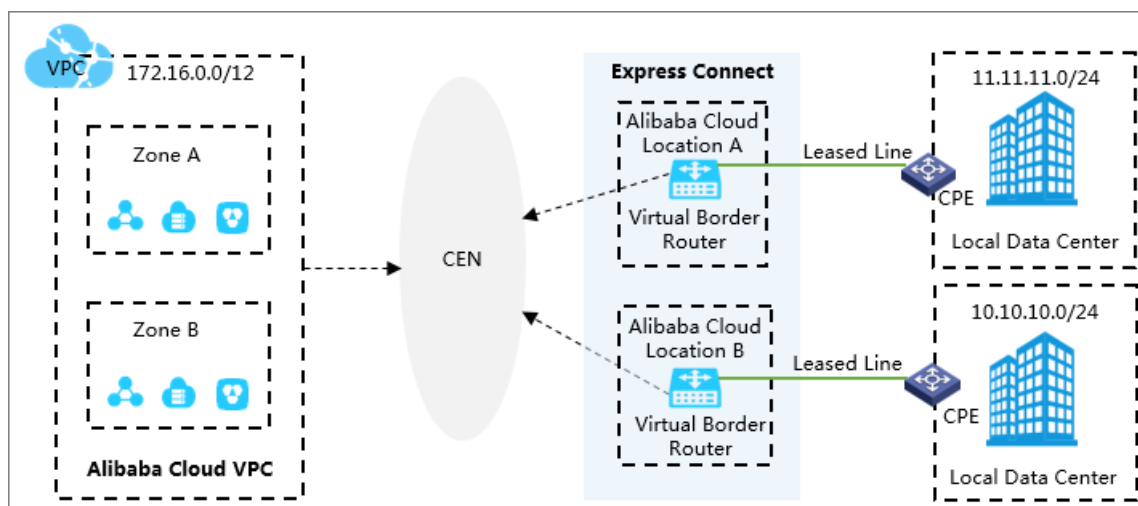 VPC
172.16.0.0/12
Zone A
Zone B
Alibaba Cloud VPC
CEN
Express Connect
Alibaba Cloud
Location A
Virtual Border
Router
Alibaba Cloud
Location B
Virtual Border
Router
Leased Line
Leased Line
11.11.11.0/24
CPE
Local Data Center
10.10.10.0/24
CPE
Local Data Center